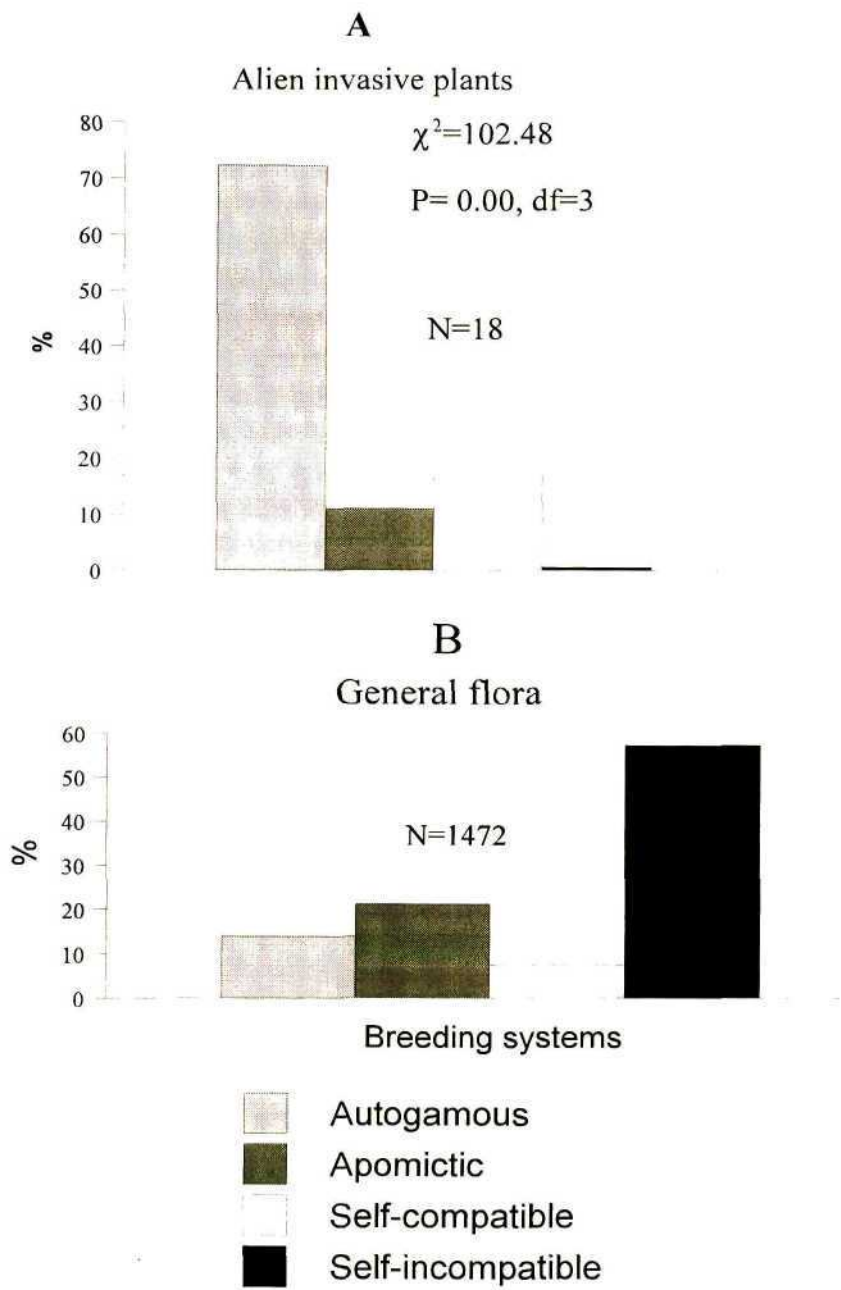 A
Alien invasive plants
χ²=102.48
P= 0.00, df=3
N=18
%
80
70
60
50
40
30
20
10
0
B
General flora
N=1472
%
60
50
40
30
20
10
0
Breeding systems
Autogamous
Apomictic
Self-compatible
Self-incompatible